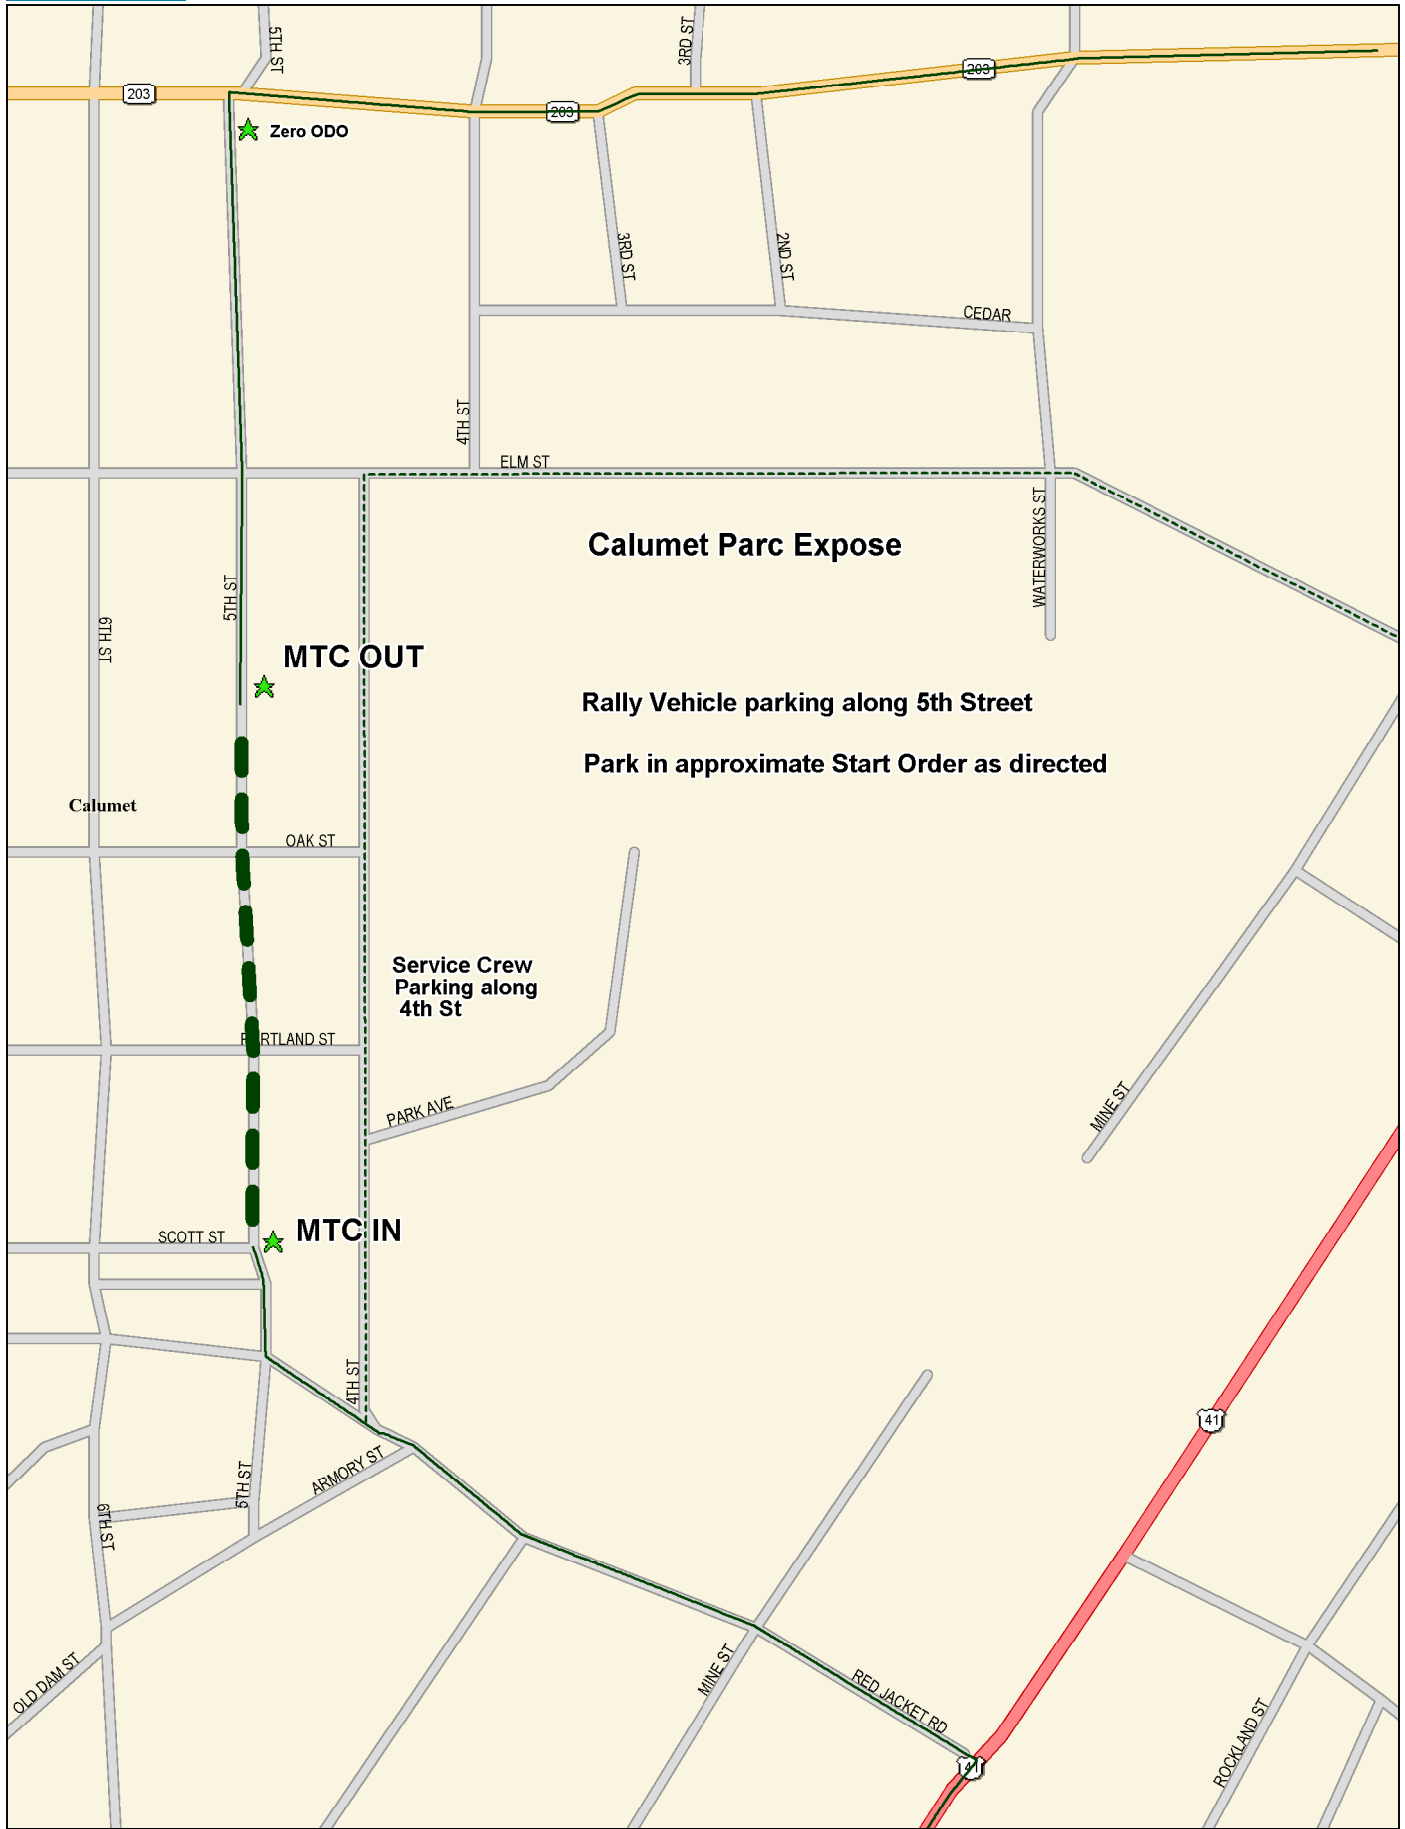 5TH ST
3RD ST
203
203
203
Zero ODO
3RD ST
2ND ST
CEDAR
4TH ST
ELM ST
WATERWORKS ST
Calumet Parc Expose
5TH ST
6TH ST
MTC OUT
Rally Vehicle parking along 5th Street
Park in approximate Start Order as directed
Calumet
OAK ST
Service Crew
Parking along
4th St
ST
PARK AVE
MINE ST
SCOTT ST
MTC IN
4TH ST
41
ARMORY ST
5TH ST
6TH ST
OLD DAM ST
MINE ST
RED JACKET RD
ROCKLAND ST
41